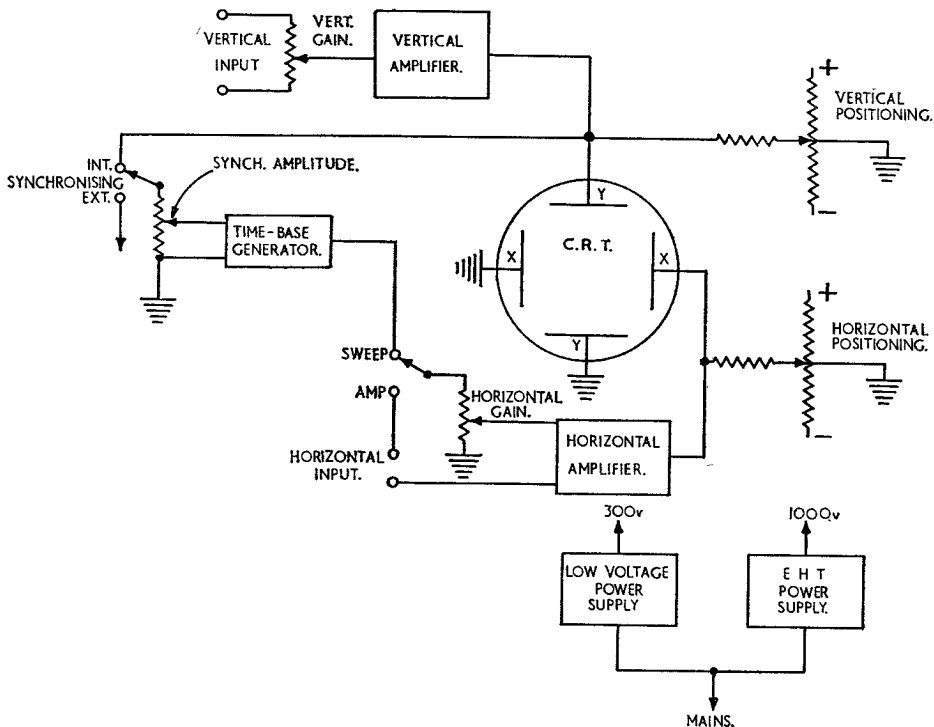 VERTICAL
INPUT
VERT.
GAIN.
VERTICAL
AMPLIFIER.
+
VERTICAL
POSITIONING.
—
INT.
SYNCHRONISING
EXT.
SYNCH. AMPLITUDE.
TIME-BASE
GENERATOR.
Y
C.R.T.
X
X
Y
+
HORIZONTAL
POSITIONING.
—
SWEEP
AMP
HORIZONTAL
GAIN.
HORIZONTAL
INPUT.
HORIZONTAL
AMPLIFIER.
300v
1000v
LOW VOLTAGE
POWER
SUPPLY
E H T
POWER
SUPPLY.
MAINS.